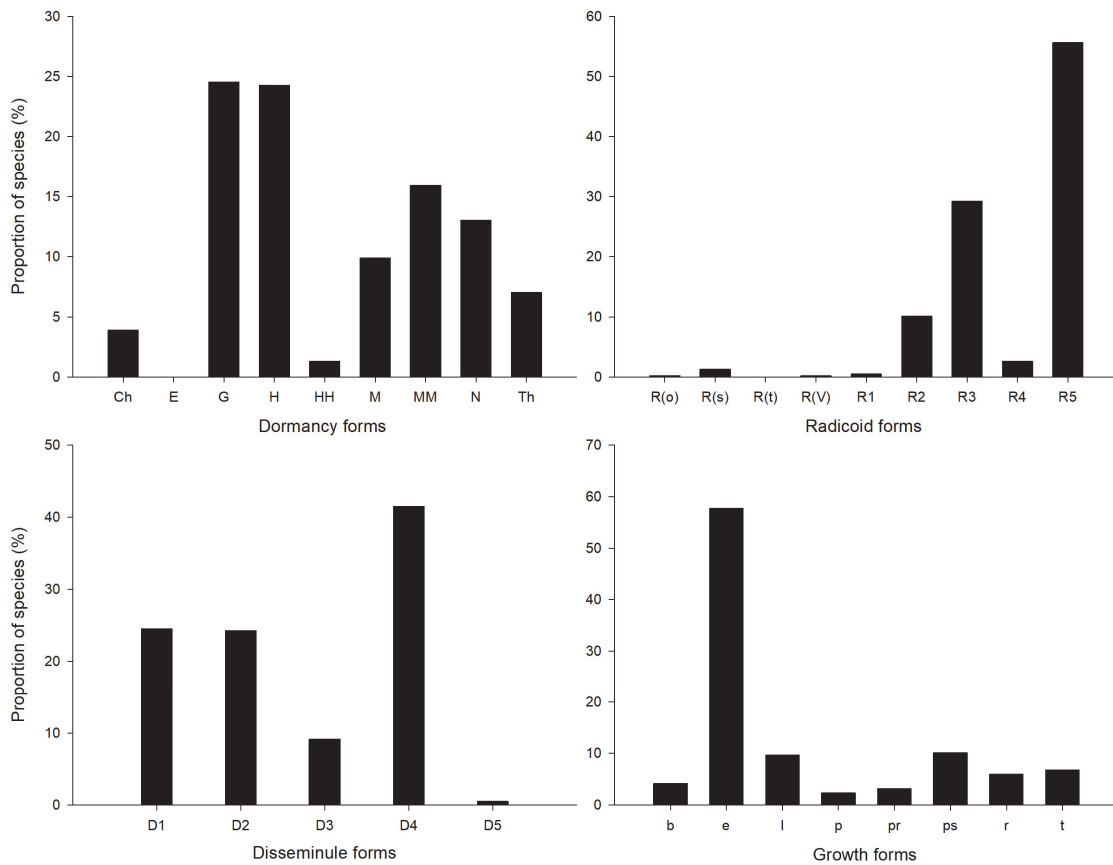 30
25
20
15
10
5
0
Proportion of species (%)
Ch E G H HH M MM N Th
Dormancy forms
60
50
40
30
20
10
0
R(o) R(s) R(t) R(V) R1 R2 R3 R4 R5
Radicoid forms
50
40
30
20
10
0
Proportion of species (%)
D1 D2 D3 D4 D5
Disseminule forms
70
60
50
40
30
20
10
0
b e l p pr ps r t
Growth forms